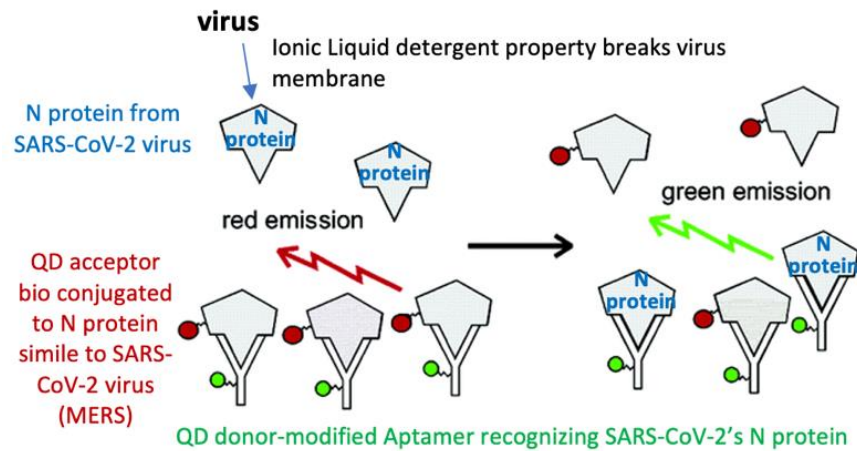 virus
Ionic Liquid detergent property breaks virus
membrane
N protein from
SARS-CoV-2 virus
N
protein
N
protein
red emission
green emission
QD acceptor
bio conjugated
to N protein
simile to SARS-
CoV-2 virus
(MERS)
N
protein
N
protein
QD donor-modified Aptamer recognizing SARS-CoV-2's N protein